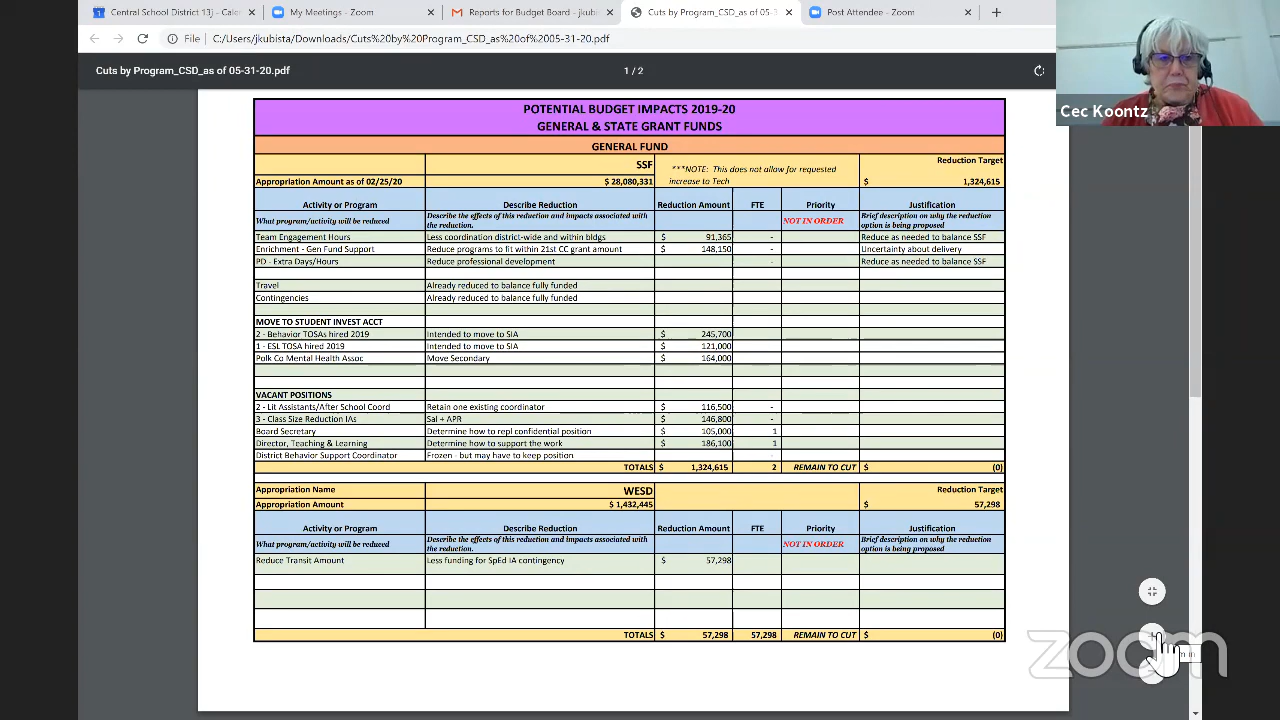 Central School District 13j - Cale
My Meetings - Zoom
Reports for Budget Board - jkubis
Cuts by Program_CSD_as of 05-3
Post Attendee - Zoom
File C:/Users/jkubista/Downloads/Cuts%20by%20Program_CSD_as%20of%2005-31-20.pdf
Cuts by Program_CSD_as of 05-31-20.pdf
1 / 2
Cec Koontz
POTENTIAL BUDGET IMPACTS 2019-20
GENERAL & STATE GRANT FUNDS
GENERAL FUND
SSF ***NOTE: This does not allow for requested increase to Tech Reduction Target
Appropriation Amount as of 02/25/20 $ 28,080,331 $ 1,324,615
Activity or Program Describe Reduction Reduction Amount FTE Priority Justification
What program/activity will be reduced Describe the effects of this reduction and impacts associated with the reduction. NOT IN ORDER Brief description on why the reduction option is being proposed
Team Engagement Hours Less coordination district-wide and within bldgs $ 91,365 - Reduce as needed to balance SSF
Enrichment - Gen Fund Support Reduce programs to fit within 21st CC grant amount $ 148,150 - Uncertainty about delivery
PD - Extra Days/Hours Reduce professional development - Reduce as needed to balance SSF
Travel Already reduced to balance fully funded
Contingencies Already reduced to balance fully funded
MOVE TO STUDENT INVEST ACCT
2 - Behavior TOSAs hired 2019 Intended to move to SIA $ 245,700
1 - ESL TOSA hired 2019 Intended to move to SIA $ 121,000
Polk Co Mental Health Assoc Move Secondary $ 164,000
VACANT POSITIONS
2 - Lit Assistants/After School Coord Retain one existing coordinator $ 116,500 -
3 - Class Size Reduction IAs Sal + APR $ 146,800 -
Board Secretary Determine how to repl confidential position $ 105,000 1
Director, Teaching & Learning Determine how to support the work $ 186,100 1
District Behavior Support Coordinator Frozen - but may have to keep position -
TOTALS $ 1,324,615 2 REMAIN TO CUT $ (0)
Appropriation Name WESD Reduction Target
Appropriation Amount $ 1,432,445 $ 57,298
Activity or Program Describe Reduction Reduction Amount FTE Priority Justification
What program/activity will be reduced Describe the effects of this reduction and impacts associated with the reduction. NOT IN ORDER Brief description on why the reduction option is being proposed
Reduce Transit Amount Less funding for SpEd IA contingency $ 57,298
TOTALS $ 57,298 57,298 REMAIN TO CUT $ (0)
zoom